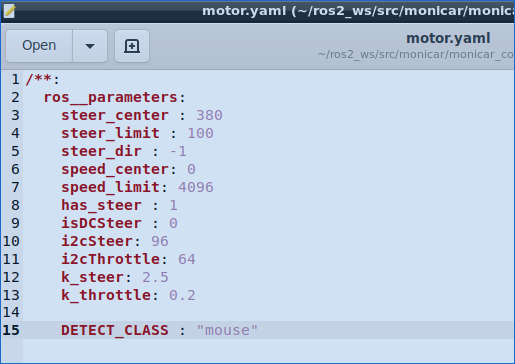 motor.yaml (~/ros2_ws/src/monicar/monica
Open
motor.yaml
~/ros2_ws/src/monicar/monicar_co
1 /**:
2   ros__parameters:
3     steer_center : 380
4     steer_limit : 100
5     steer_dir : -1
6     speed_center: 0
7     speed_limit: 4096
8     has_steer : 1
9     isDCSteer : 0
10     i2cSteer: 96
11     i2cThrottle: 64
12     k_steer: 2.5
13     k_throttle: 0.2
14
15     DETECT_CLASS : "mouse"